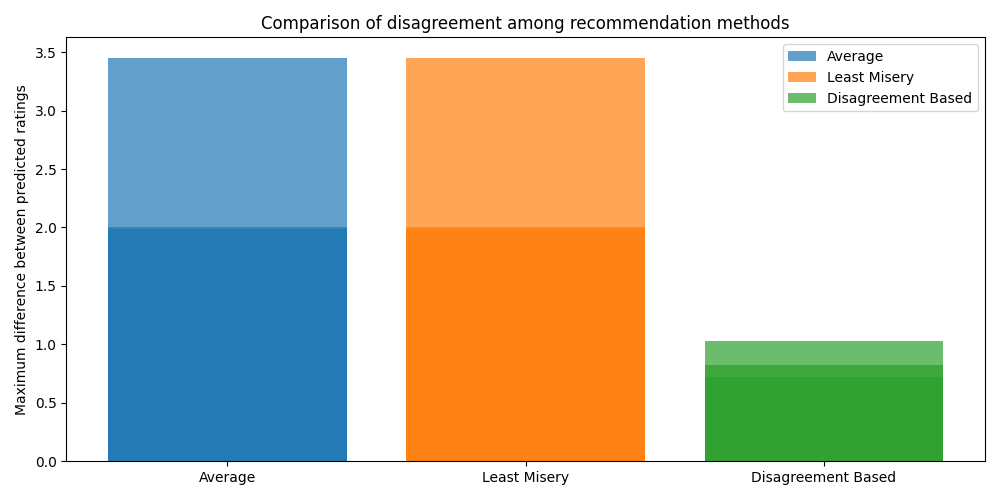 Comparison of disagreement among recommendation methods
Maximum difference between predicted ratings
3.5
3.0
2.5
2.0
1.5
1.0
0.5
0.0
Average
Least Misery
Disagreement Based
Average
Least Misery
Disagreement Based